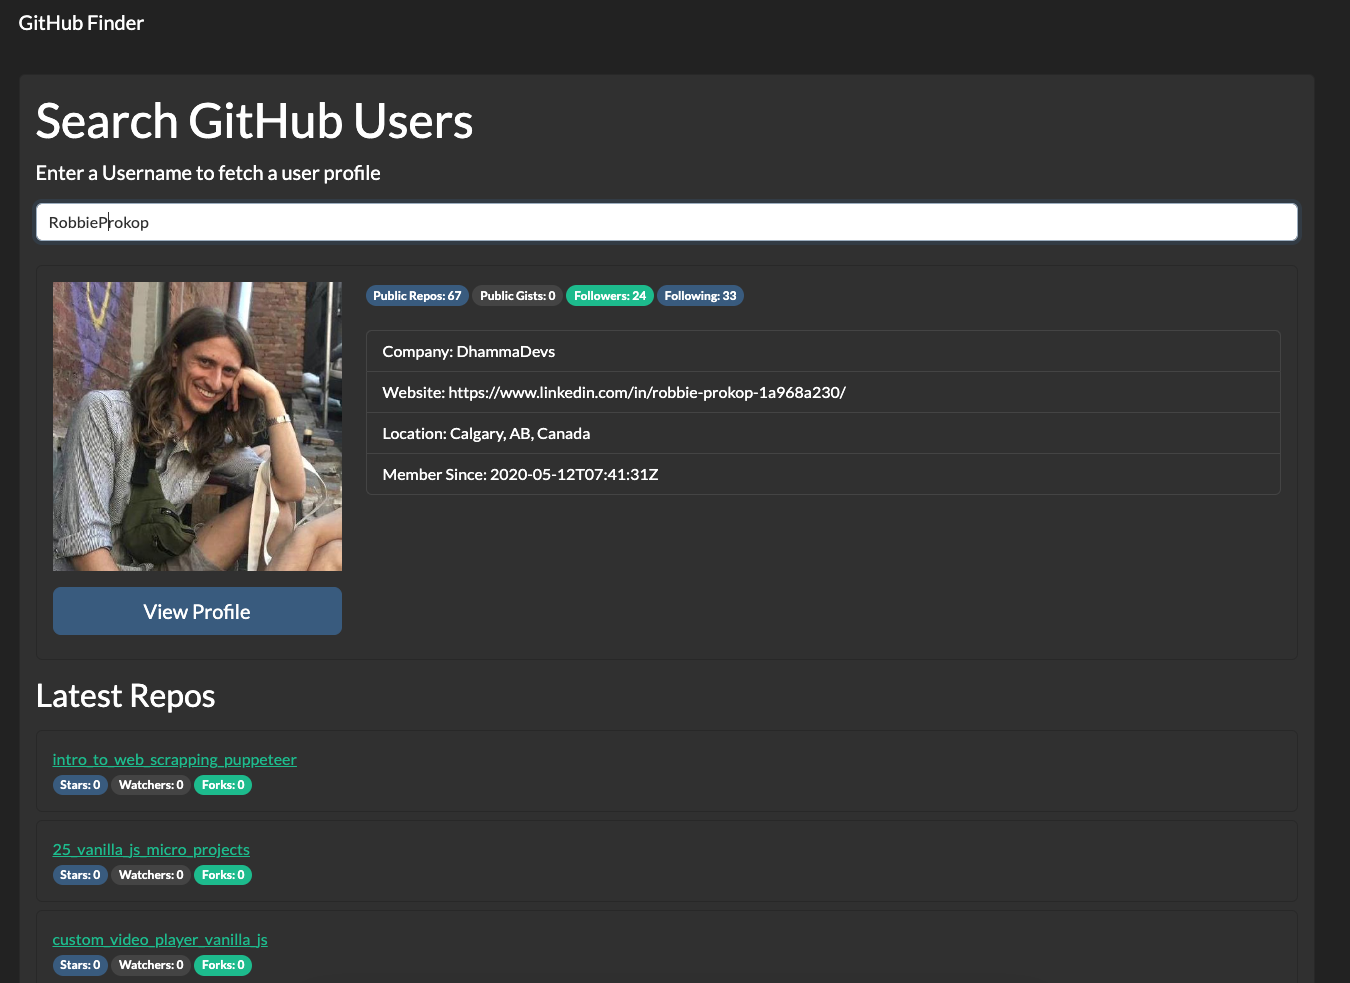 GitHub Finder
Search GitHub Users
Enter a Username to fetch a user profile
RobbieProkop
Public Repos: 67 Public Gists: 0 Followers: 24 Following: 33
Company: DhammaDevs
Website: https://www.linkedin.com/in/robbie-prokop-1a968a230/
Location: Calgary, AB, Canada
Member Since: 2020-05-12T07:41:31Z
View Profile
Latest Repos
intro_to_web_scrapping_puppeteer
Stars: 0 Watchers: 0 Forks: 0
25_vanilla_js_micro_projects
Stars: 0 Watchers: 0 Forks: 0
custom_video_player_vanilla_js
Stars: 0 Watchers: 0 Forks: 0